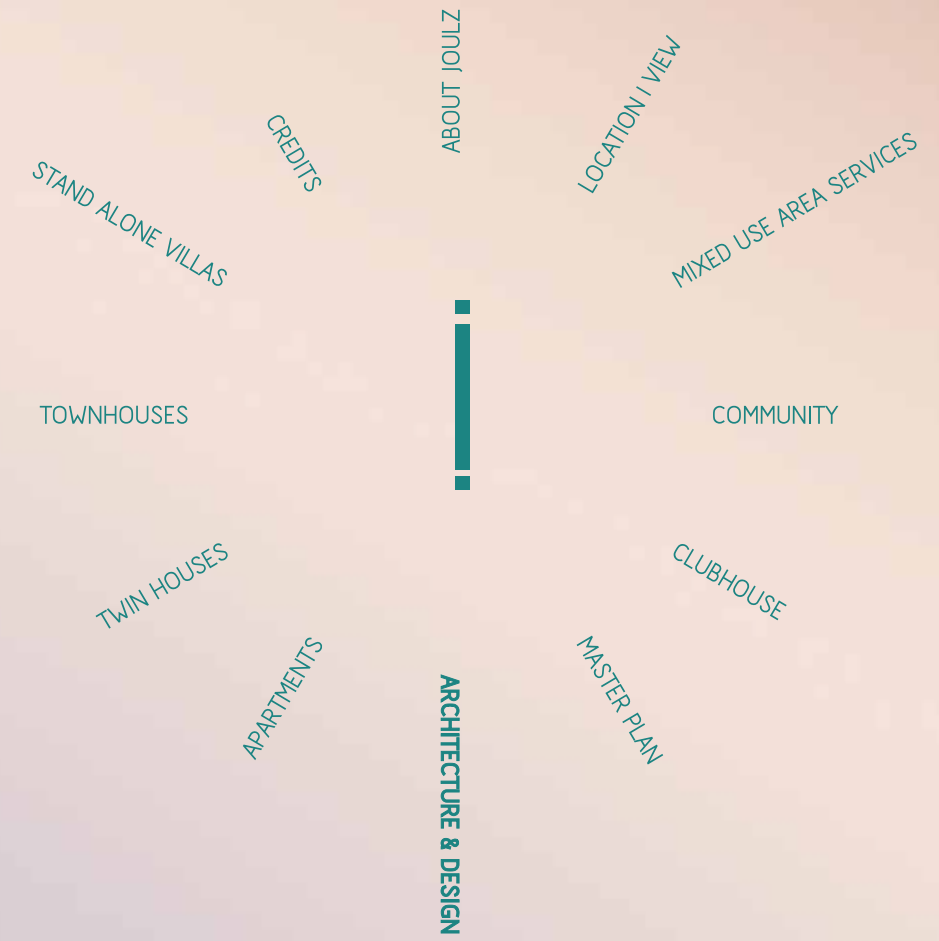 ABOUT JOULZ
LOCATION I VIEW
MIXED USE AREA SERVICES
COMMUNITY
CLUBHOUSE
MASTER PLAN
ARCHITECTURE & DESIGN
APARTMENTS
TWIN HOUSES
TOWNHOUSES
STAND ALONE VILLAS
CREDITS